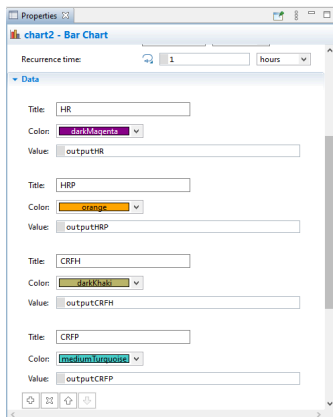 Properties
chart2 - Bar Chart
Recurrence time: 1 hours
Data
Title: HR
Color: darkMagenta
Value: outputHR
Title: HRP
Color: orange
Value: outputHRP
Title: CRFH
Color: darkKhaki
Value: outputCRFH
Title: CRFP
Color: mediumTurquoise
Value: outputCRFP